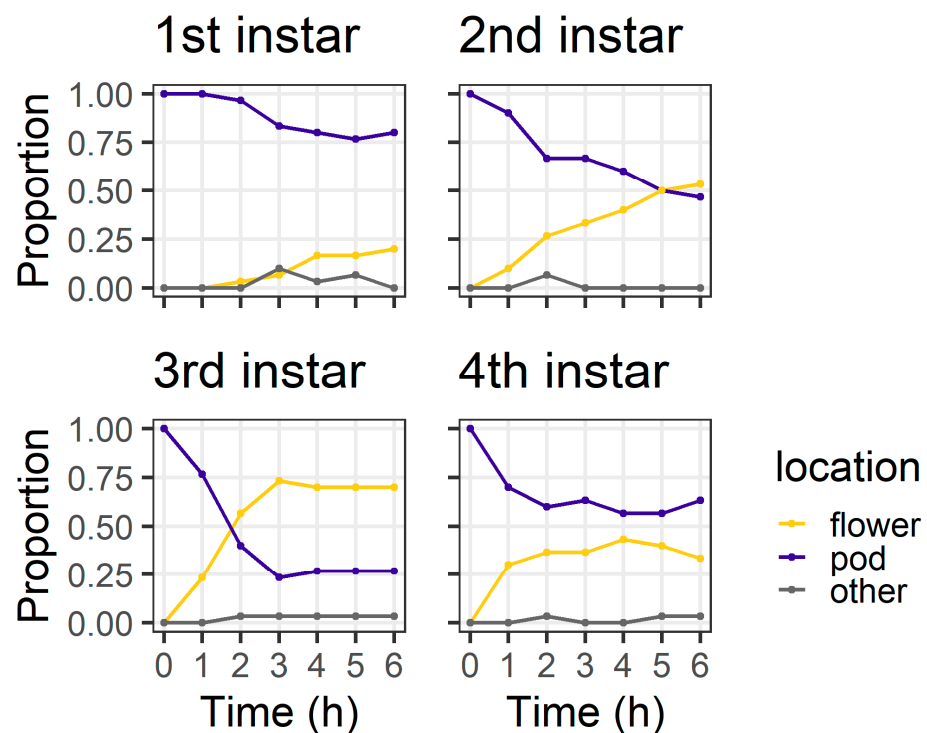 1st instar
2nd instar
Proportion
1.00
0.75
0.50
0.25
0.00
3rd instar
4th instar
Proportion
1.00
0.75
0.50
0.25
0.00
0 1 2 3 4 5 6
0 1 2 3 4 5 6
Time (h)
Time (h)
location
flower
pod
other